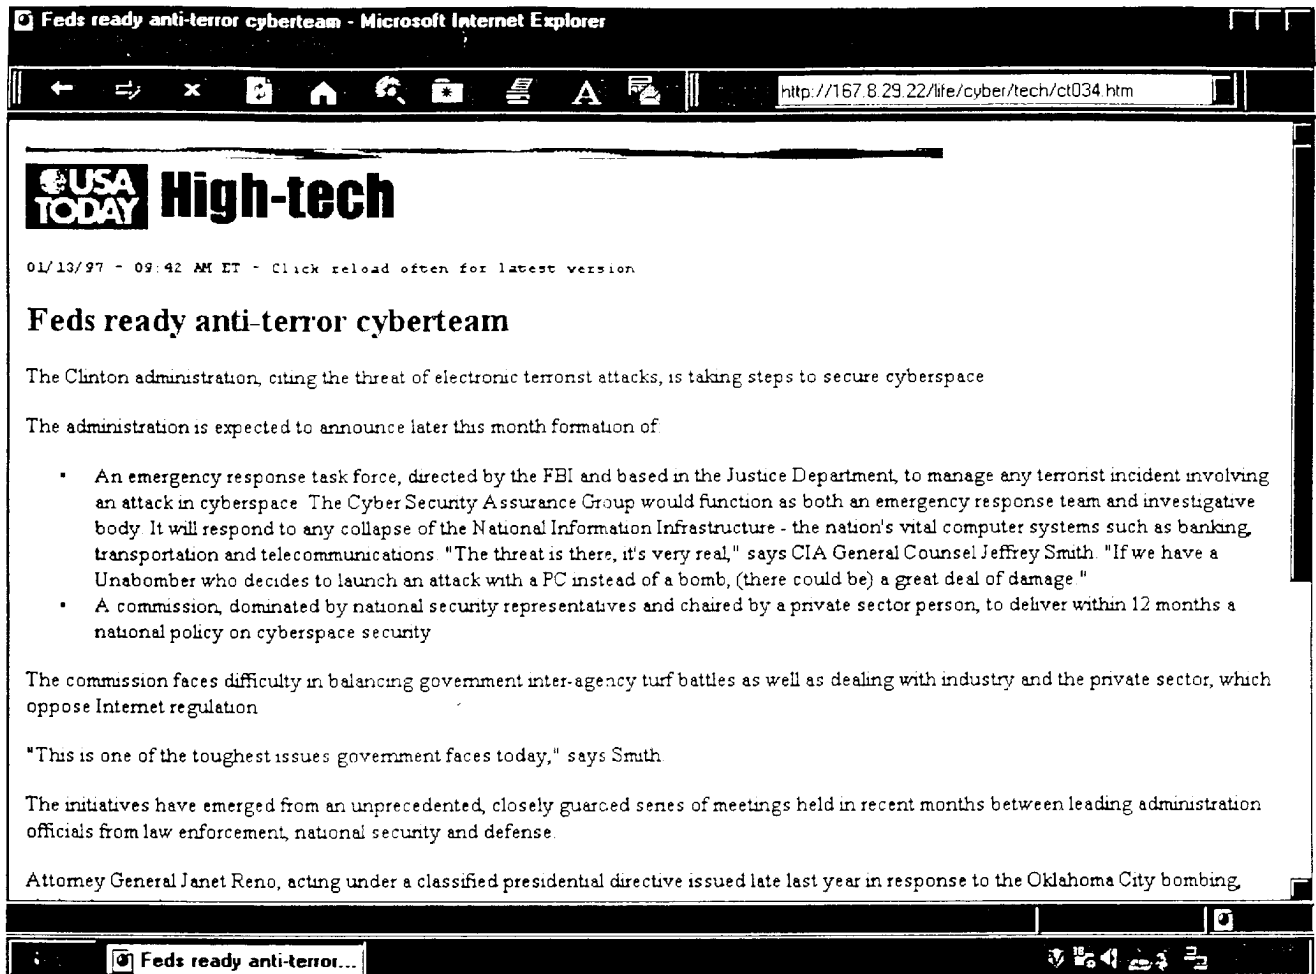 Feds ready anti-terror cyberteam - Microsoft Internet Explorer
http://167.8.29.22/life/cyber/tech/ct034.htm
USA TODAY High-tech
01/13/97 - 09:42 AM ET - Click reload often for latest version
Feds ready anti-terror cyberteam
The Clinton administration, citing the threat of electronic terrorist attacks, is taking steps to secure cyberspace
The administration is expected to announce later this month formation of:
▪ An emergency response task force, directed by the FBI and based in the Justice Department, to manage any terrorist incident involving
an attack in cyberspace. The Cyber Security Assurance Group would function as both an emergency response team and investigative
body. It will respond to any collapse of the National Information Infrastructure - the nation's vital computer systems such as banking,
transportation and telecommunications. "The threat is there, it's very real," says CIA General Counsel Jeffrey Smith. "If we have a
Unabomber who decides to launch an attack with a PC instead of a bomb, (there could be) a great deal of damage."
▪ A commission, dominated by national security representatives and chaired by a private sector person, to deliver within 12 months a
national policy on cyberspace security
The commission faces difficulty in balancing government inter-agency turf battles as well as dealing with industry and the private sector, which
oppose Internet regulation
"This is one of the toughest issues government faces today," says Smith.
The initiatives have emerged from an unprecedented, closely guarded series of meetings held in recent months between leading administration
officials from law enforcement, national security and defense.
Attorney General Janet Reno, acting under a classified presidential directive issued late last year in response to the Oklahoma City bombing,
Feds ready anti-terror...